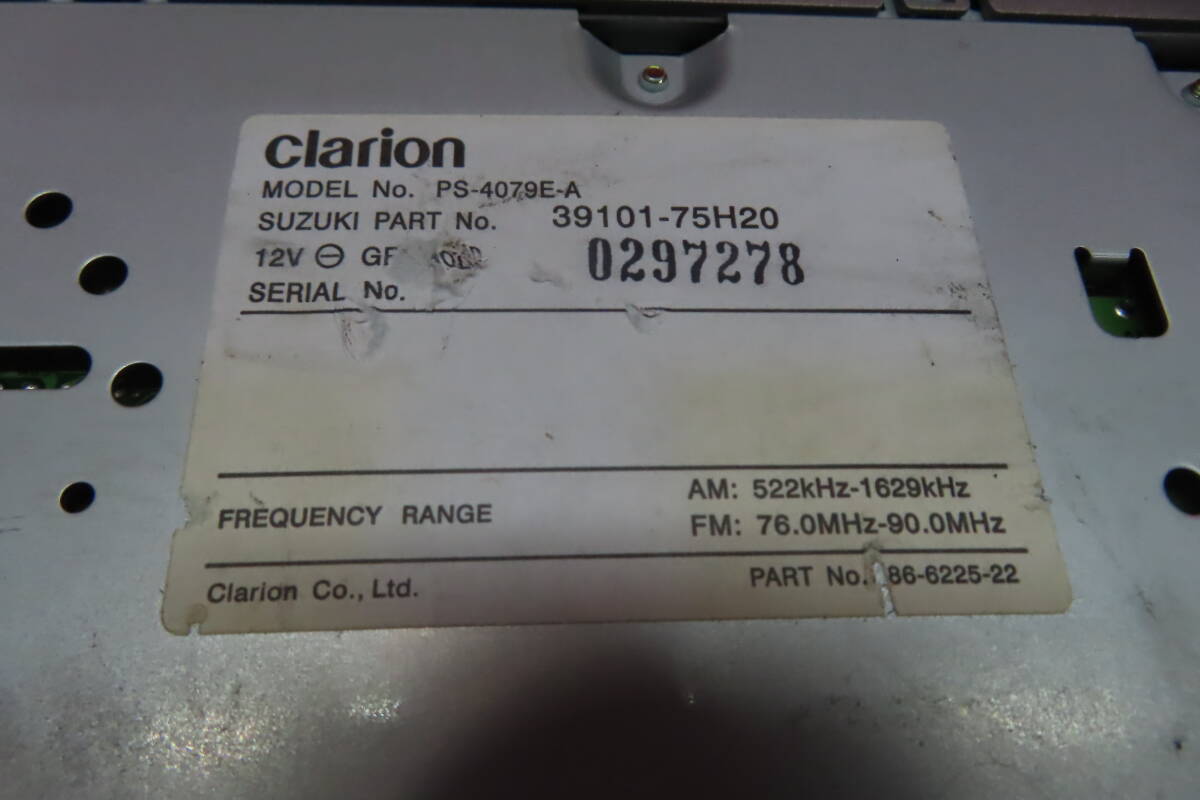 clarion
MODEL No. PS-4079E-A
SUZUKI PART No. 39101-75H20
12V ⊖
SERIAL No. 0297278
FREQUENCY RANGE
AM: 522kHz-1629kHz
FM: 76.0MHz-90.0MHz
Clarion Co., Ltd.
PART No. 86-6225-22